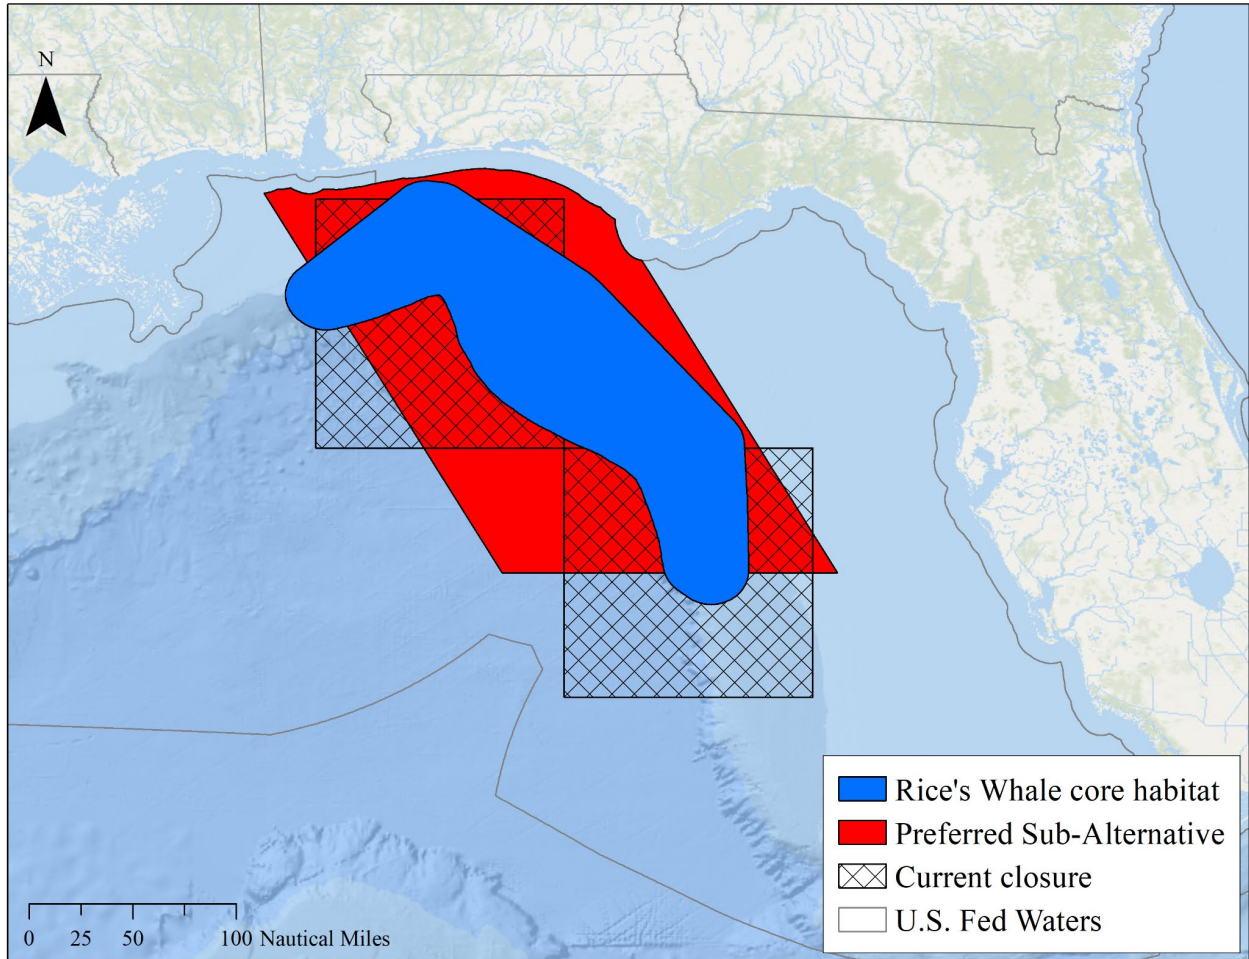 N
Rice's Whale core habitat
Preferred Sub-Alternative
Current closure
U.S. Fed Waters
0 25 50 100 Nautical Miles